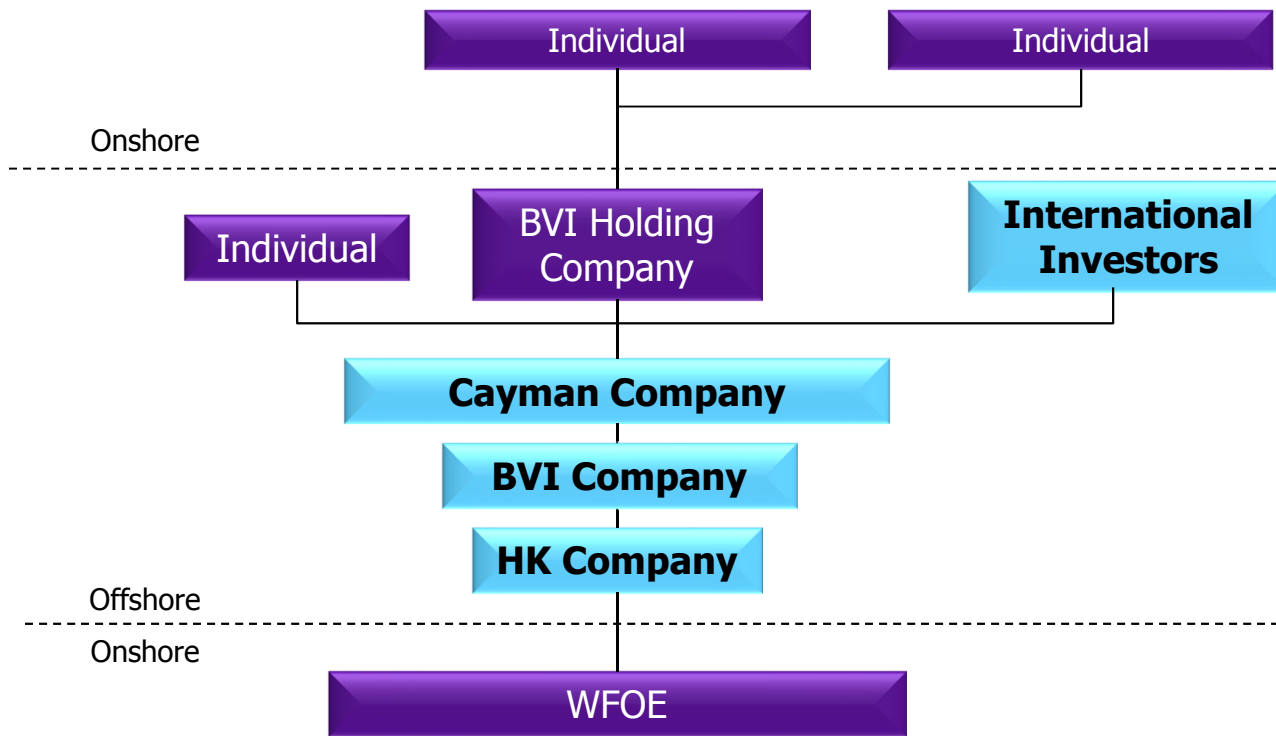 Individual
Individual
Onshore
Individual
BVI Holding
Company
International
Investors
Cayman Company
BVI Company
HK Company
Offshore
Onshore
WFOE